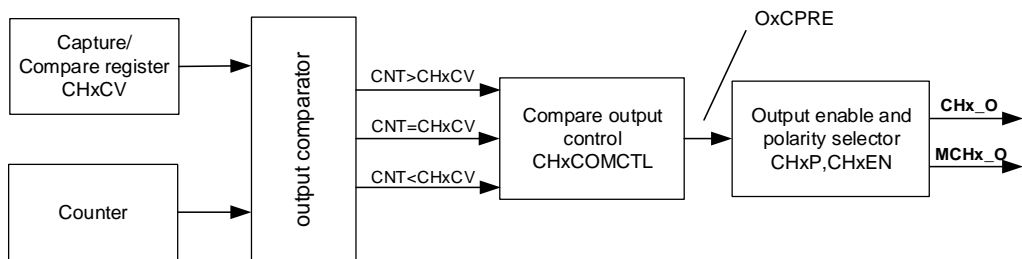 Capture/
Compare register
CHxCV
Counter
output comparator
CNT>CHxCV
CNT=CHxCV
CNT<CHxCV
Compare output
control
CHxCOMCTL
OxCPRE
Output enable and
polarity selector
CHxP,CHxEN
CHx_O
MCHx_O